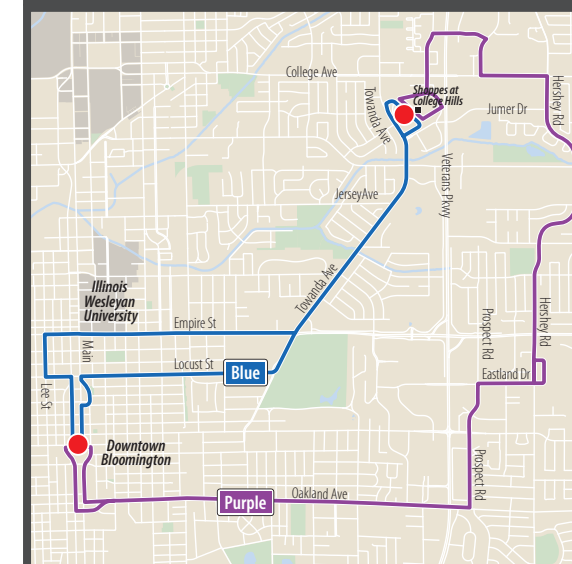 College Ave
Shoppes at
College Hills
Towanda Ave
Jumer Dr
Hershey Rd
Veterans Pkwy
JerseyAve
Towanda Ave
Illinois
Wesleyan
University
Empire St
Main
Locust St
Blue
Lee St
Prospect Rd
Hershey Rd
Eastland Dr
Downtown
Bloomington
Prospect Rd
Purple
Oakland Ave